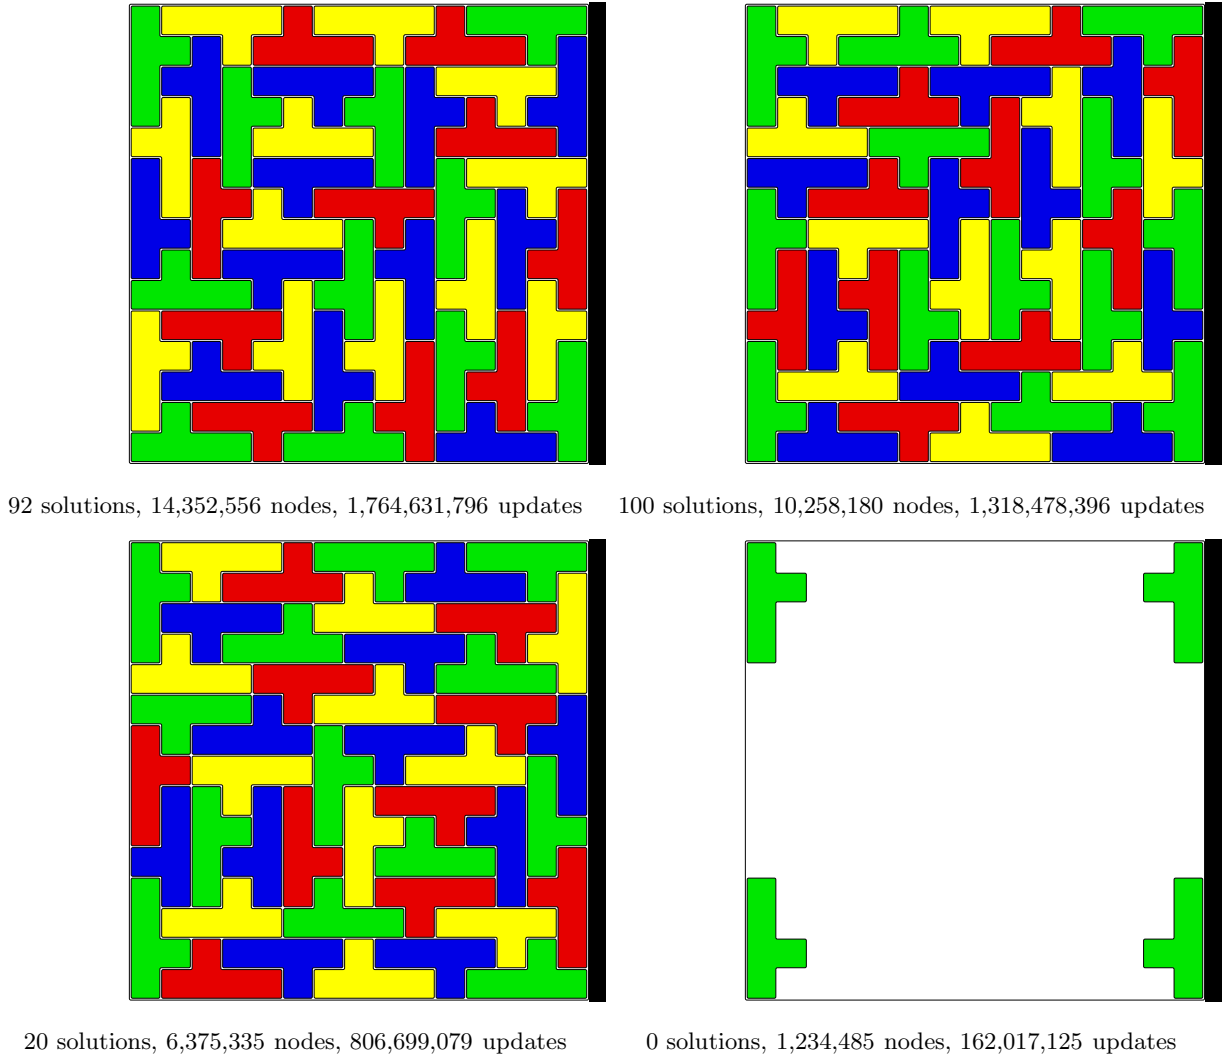 92 solutions, 14,352,556 nodes, 1,764,631,796 updates
100 solutions, 10,258,180 nodes, 1,318,478,396 updates
20 solutions, 6,375,335 nodes, 806,699,079 updates
0 solutions, 1,234,485 nodes, 162,017,125 updates